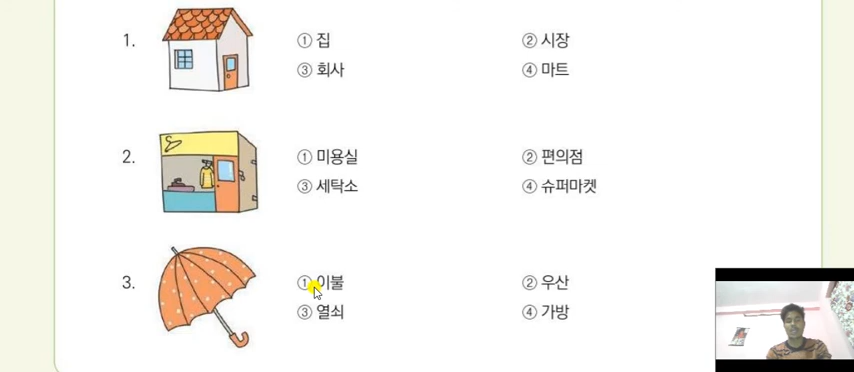 1.
① 집 ② 시장
③ 회사 ④ 마트
2.
① 미용실 ② 편의점
③ 세탁소 ④ 슈퍼마켓
3.
① 이불 ② 우산
③ 열쇠 ④ 가방